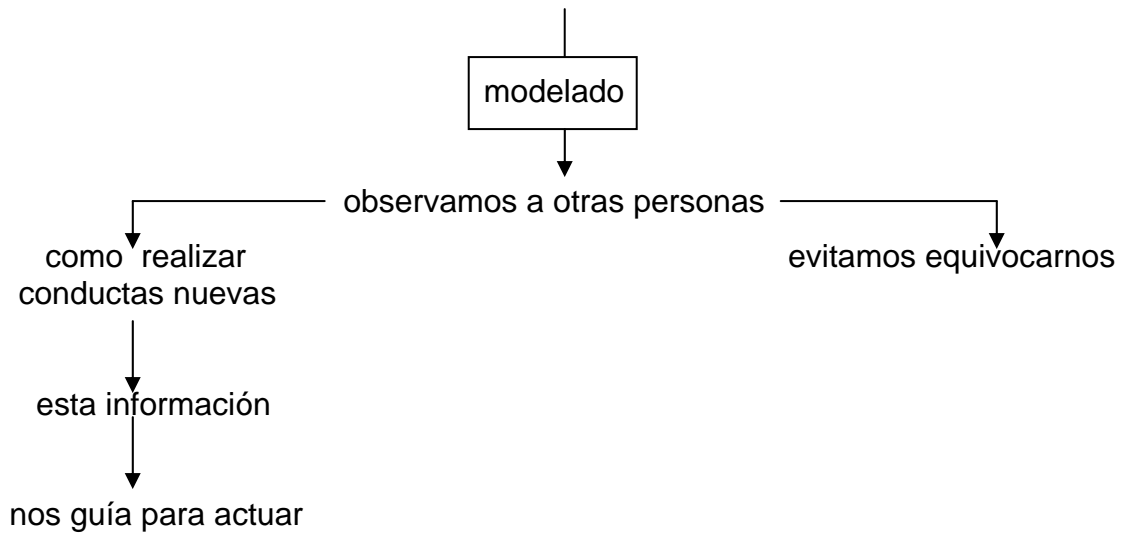 modelado
observamos a otras personas
como realizar
conductas nuevas
evitamos equivocarnos
esta información
nos guía para actuar